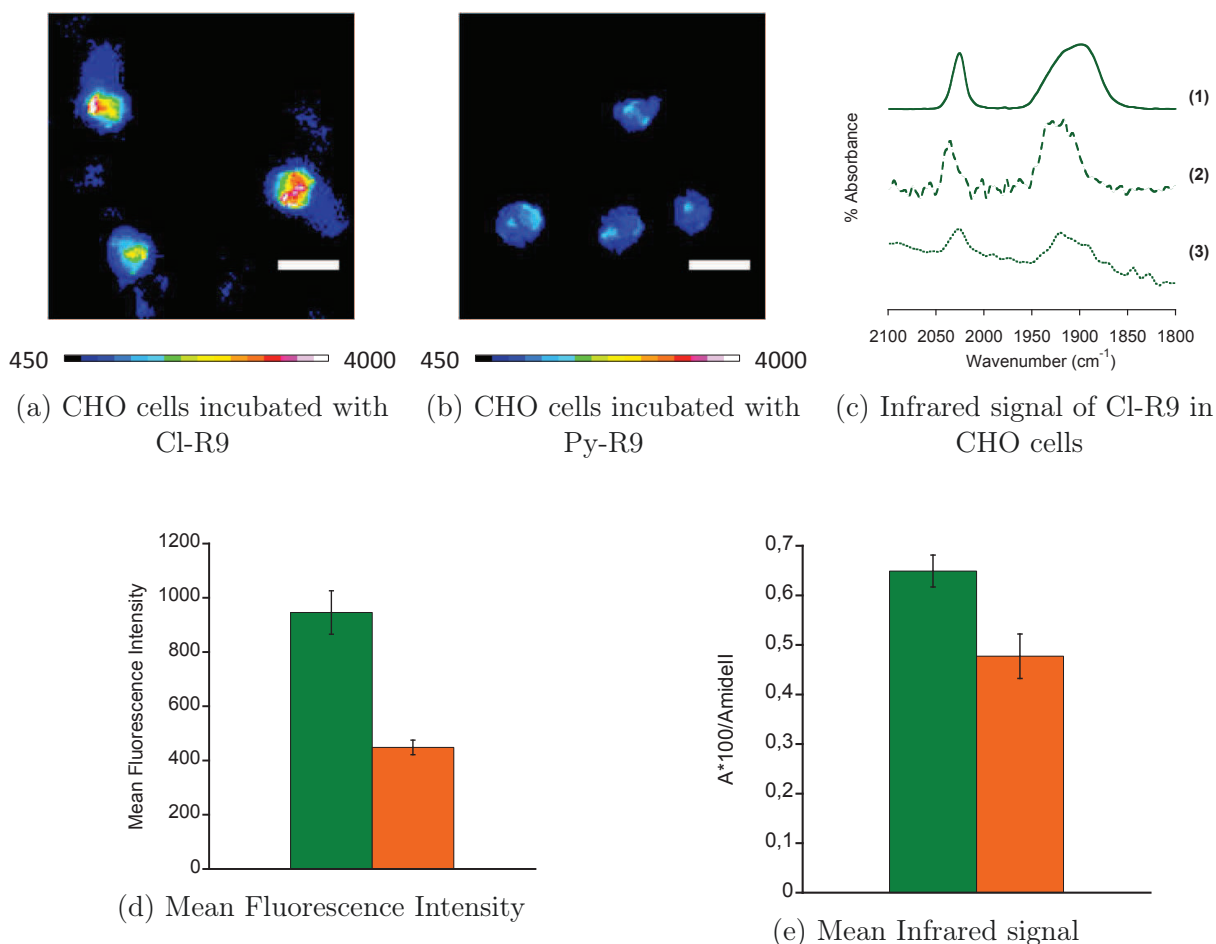 450 4000
(a) CHO cells incubated with
Cl-R9
450 4000
(b) CHO cells incubated with
Py-R9
% Absorbance
(1)
(2)
(3)
2100 2050 2000 1950 1900 1850 1800
Wavenumber (cm-1)
(c) Infrared signal of Cl-R9 in
CHO cells
Mean Fluorescence Intensity
1200
1000
800
600
400
200
0
(d) Mean Fluorescence Intensity
A*100/AmideII
0,7
0,6
0,5
0,4
0,3
0,2
0,1
0
(e) Mean Infrared signal